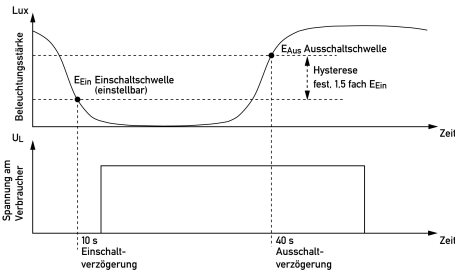 Lux
Beleuchtungsstärke
EAus Ausschaltschwelle
EEin Einschaltschwelle
(einstellbar)
Hysterese
fest, 1,5 fach EEin
Zeit
UL
Spannung am
Verbraucher
Zeit
10 s
Einschalt-
verzögerung
40 s
Ausschalt-
verzögerung